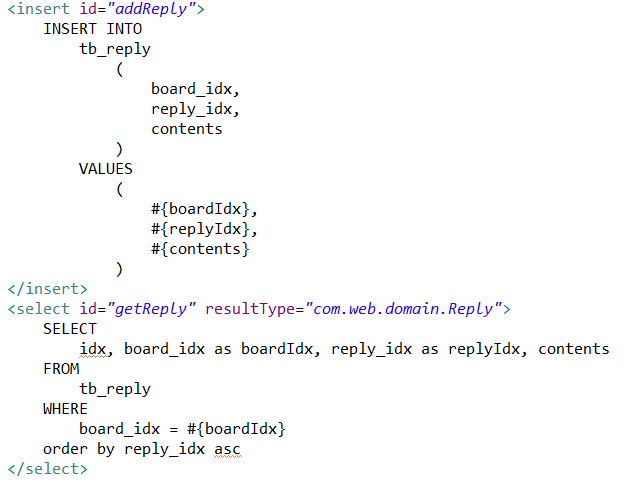 <insert id="addReply">
    INSERT INTO
        tb_reply
            (
                board_idx,
                reply_idx,
                contents
            )
        VALUES
            (
                #{boardIdx},
                #{replyIdx},
                #{contents}
            )
</insert>
<select id="getReply" resultType="com.web.domain.Reply">
    SELECT
        idx, board_idx as boardIdx, reply_idx as replyIdx, contents
    FROM
        tb_reply
    WHERE
        board_idx = #{boardIdx}
    order by reply_idx asc
</select>